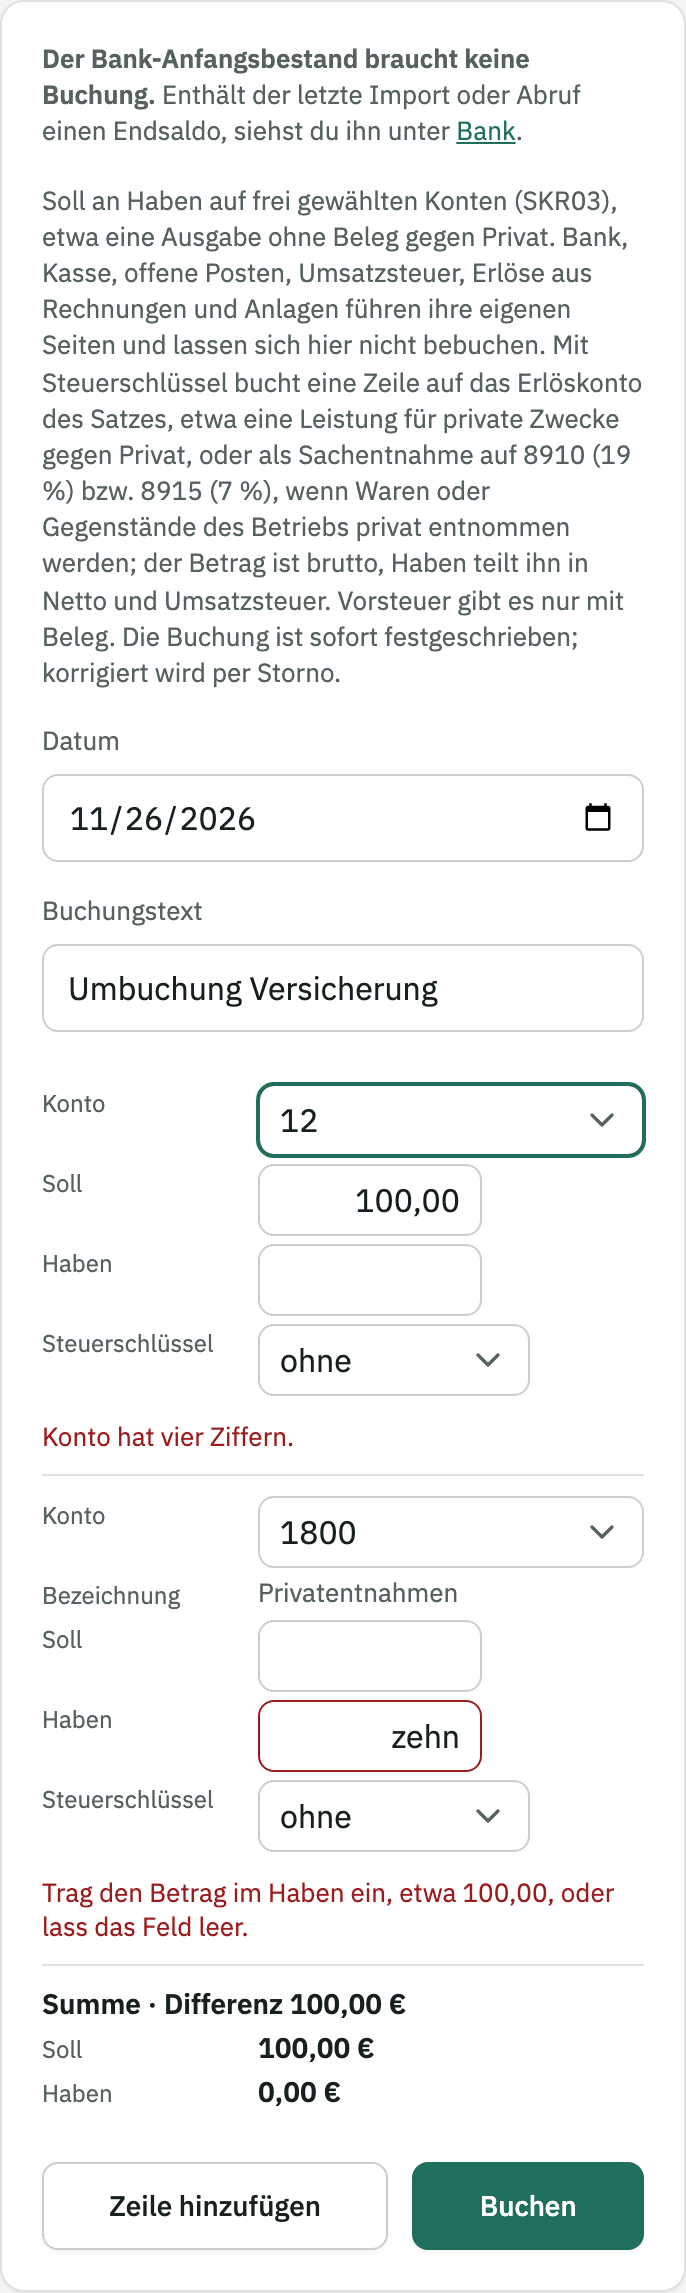 Der Bank-Anfangsbestand braucht keine
Buchung. Enthält der letzte Import oder Abruf
einen Endsaldo, siehst du ihn unter Bank.
Soll an Haben auf frei gewählten Konten (SKR03),
etwa eine Ausgabe ohne Beleg gegen Privat. Bank,
Kasse, offene Posten, Umsatzsteuer, Erlöse aus
Rechnungen und Anlagen führen ihre eigenen
Seiten und lassen sich hier nicht bebuchen. Mit
Steuerschlüssel bucht eine Zeile auf das Erlöskonto
des Satzes, etwa eine Leistung für private Zwecke
gegen Privat, oder als Sachentnahme auf 8910 (19
%) bzw. 8915 (7 %), wenn Waren oder
Gegenstände des Betriebs privat entnommen
werden; der Betrag ist brutto, Haben teilt ihn in
Netto und Umsatzsteuer. Vorsteuer gibt es nur mit
Beleg. Die Buchung ist sofort festgeschrieben;
korrigiert wird per Storno.
Datum
11/26/2026
Buchungstext
Umbuchung Versicherung
Konto 12
Soll 100,00
Haben
Steuerschlüssel ohne
Konto hat vier Ziffern.
Konto 1800
Bezeichnung Privatentnahmen
Soll
Haben zehn
Steuerschlüssel ohne
Trag den Betrag im Haben ein, etwa 100,00, oder
lass das Feld leer.
Summe · Differenz 100,00 €
Soll 100,00 €
Haben 0,00 €
Zeile hinzufügen Buchen